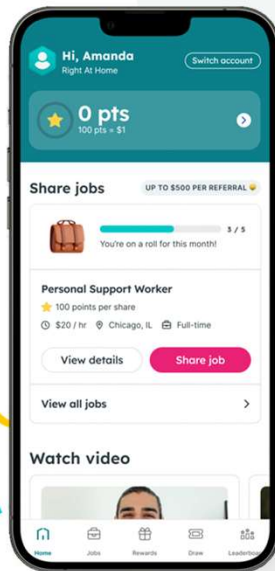 Hi, Amanda
Right At Home
Switch account
0 pts
100 pts = $1
Share jobs
UP TO $500 PER REFERRAL 🤑
3 / 5
You're on a roll for this month!
Personal Support Worker
100 points per share
$20 / hr Chicago, IL Full-time
View details
Share job
View all jobs
Watch video
Home Jobs Rewards Draw Leaderboa